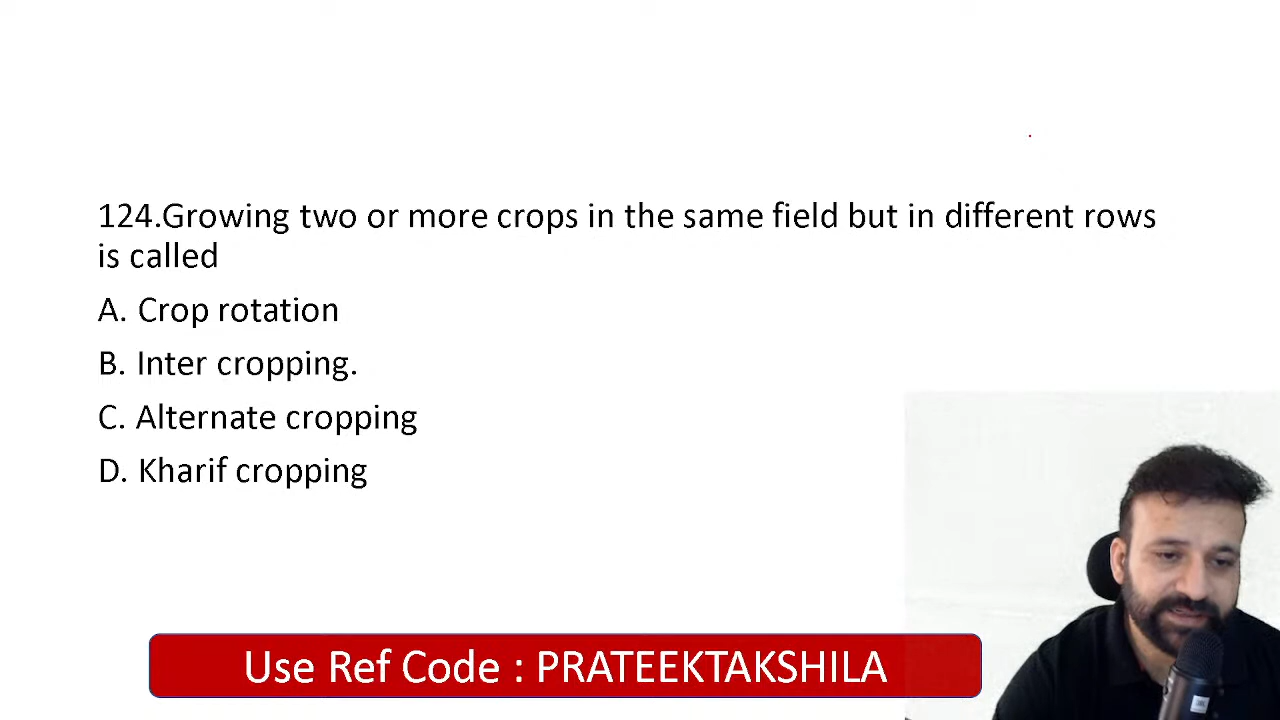 124.Growing two or more crops in the same field but in different rows
is called
A. Crop rotation
B. Inter cropping.
C. Alternate cropping
D. Kharif cropping
Use Ref Code : PRATEEKTAKSHILA